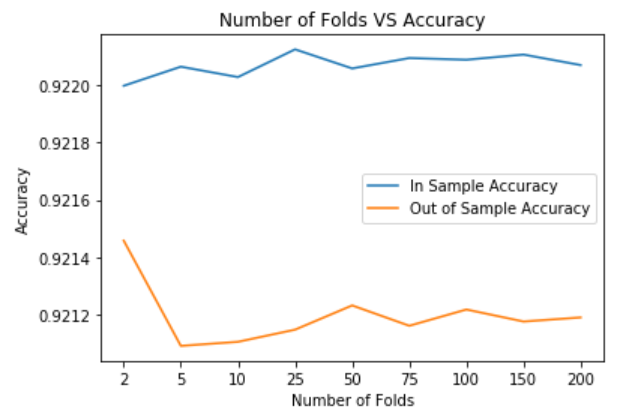 Number of Folds VS Accuracy
Accuracy
0.9220
0.9218
0.9216
0.9214
0.9212
In Sample Accuracy
Out of Sample Accuracy
2 5 10 25 50 75 100 150 200
Number of Folds